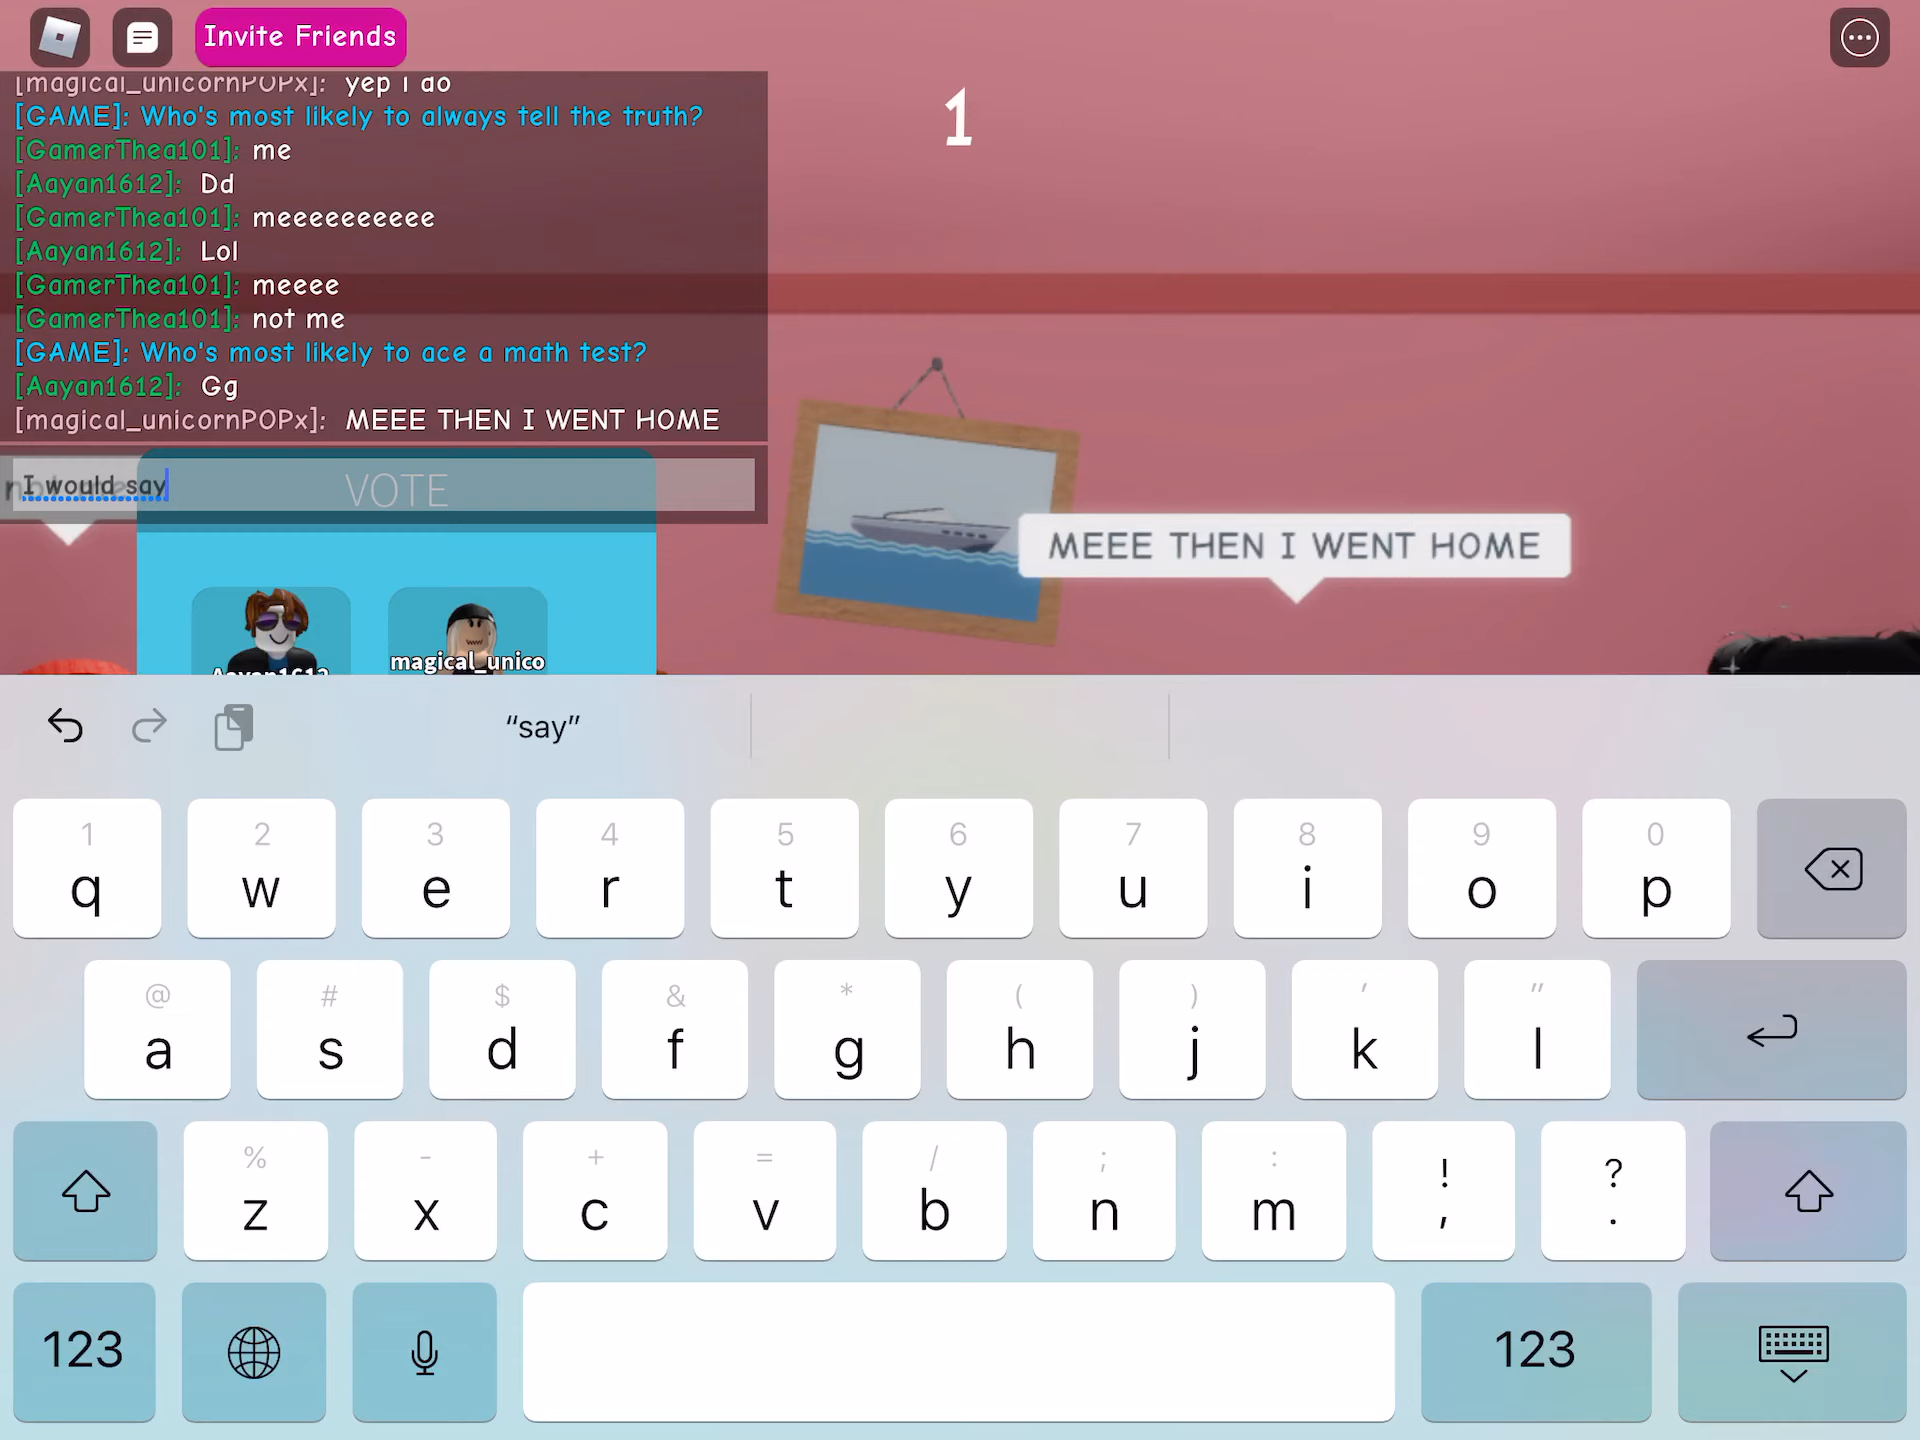 Invite Friends
1
[magical_unicornPOPx]: yep I do
[GAME]: Who's most likely to always tell the truth?
[GamerThea101]: me
[Aayan1612]: Dd
[GamerThea101]: meeeeeeeeee
[Aayan1612]: Lol
[GamerThea101]: meeee
[GamerThea101]: not me
[GAME]: Who's most likely to ace a math test?
[Aayan1612]: Gg
[magical_unicornPOPx]: MEEE THEN I WENT HOME
I would say
VOTE
MEEE THEN I WENT HOME
Aayan1612
magical_unico
“say”
1 2 3 4 5 6 7 8 9 0
q w e r t y u i o p
@ # $ & * ( ) ' "
a s d f g h j k l
% - + = / ; : ! ?
z x c v b n m , .
123 123